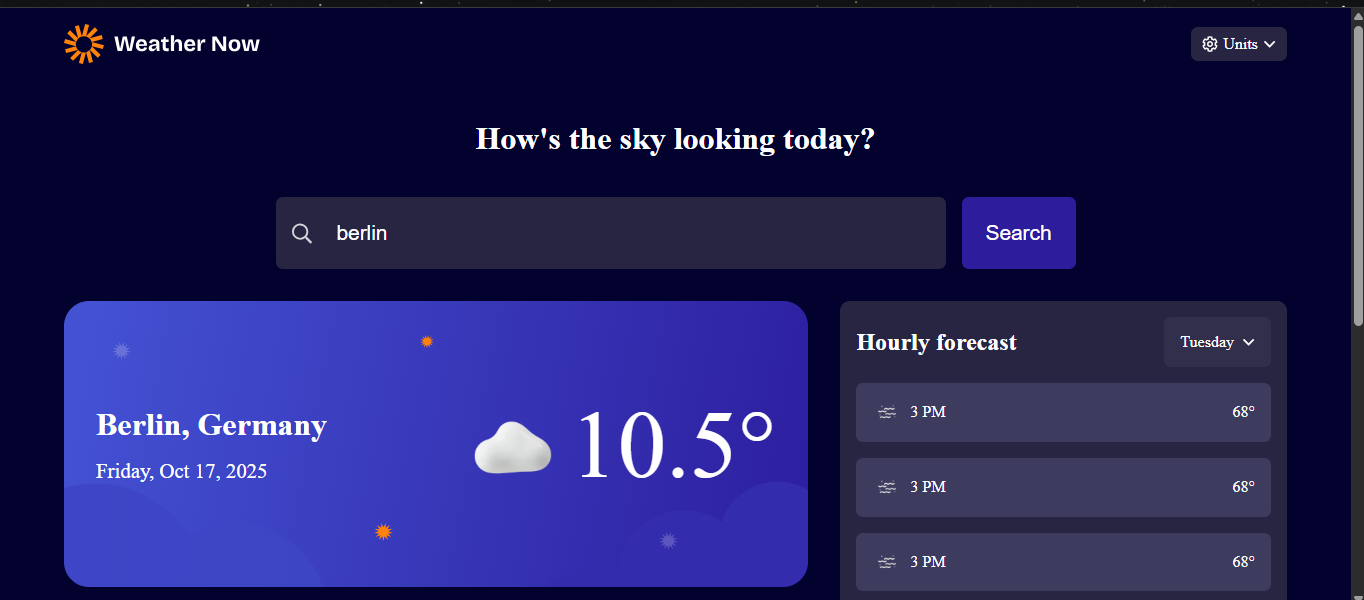 Weather Now
Units
How's the sky looking today?
berlin
Search
Berlin, Germany
Friday, Oct 17, 2025
10.5°
Hourly forecast
Tuesday
3 PM 68°
3 PM 68°
3 PM 68°